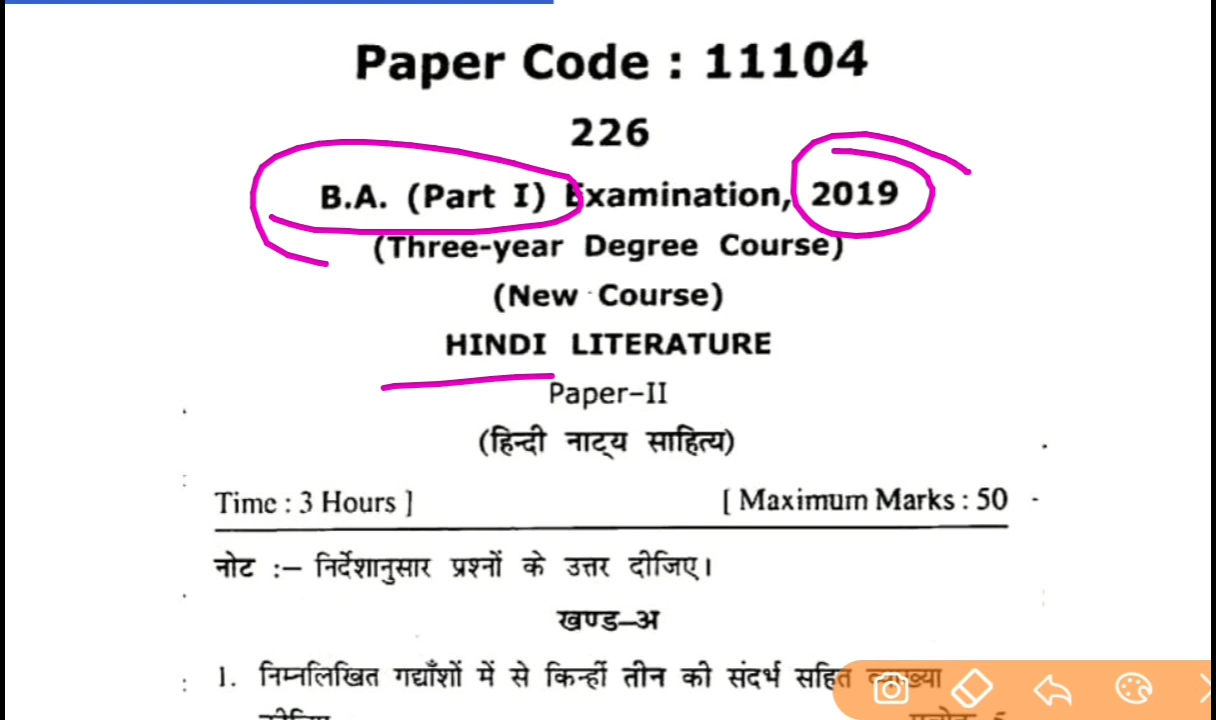 Paper Code : 11104
226
B.A. (Part I) Examination, 2019
(Three-year Degree Course)
(New Course)
HINDI LITERATURE
Paper–II
(हिन्दी नाट्य साहित्य)
Time : 3 Hours ] [ Maximum Marks : 50
नोट :– निर्देशानुसार प्रश्नों के उत्तर दीजिए।
खण्ड–अ
1. निम्नलिखित गद्याँशों में से किन्हीं तीन की संदर्भ सहित व्याख्या